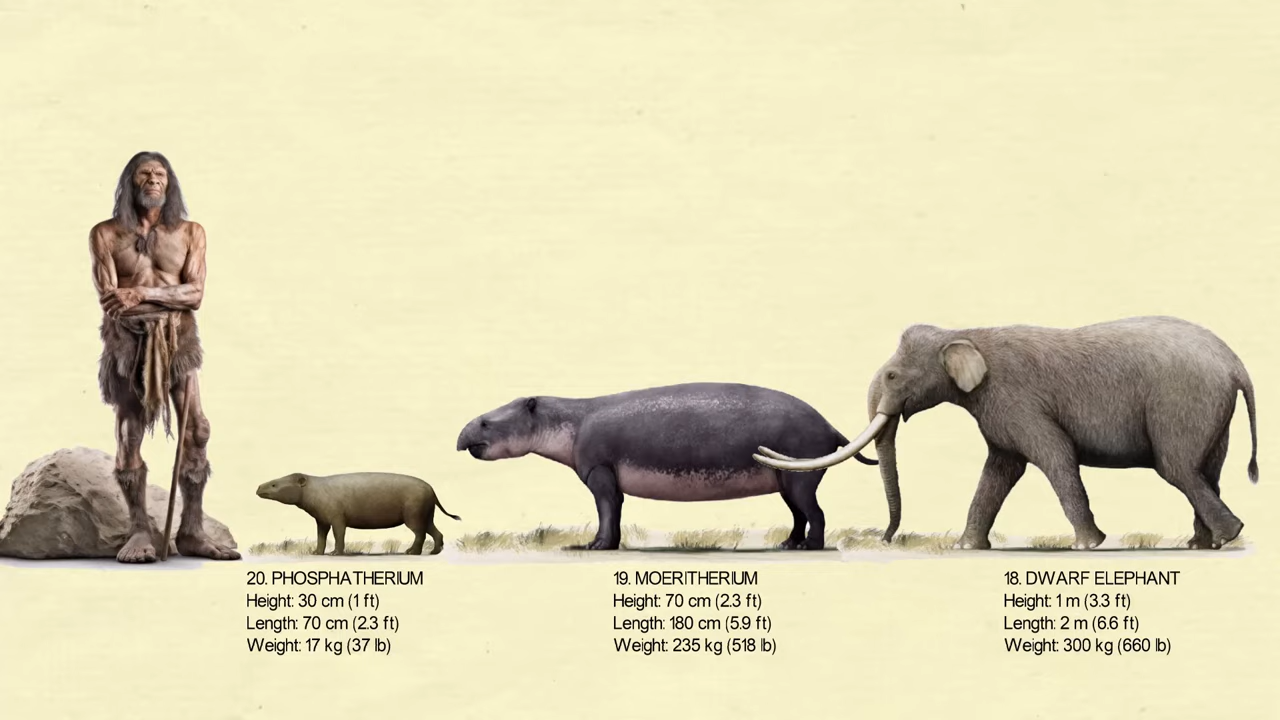 20. PHOSPHATHERIUM
Height: 30 cm (1 ft)
Length: 70 cm (2.3 ft)
Weight: 17 kg (37 lb)
19. MOERITHERIUM
Height: 70 cm (2.3 ft)
Length: 180 cm (5.9 ft)
Weight: 235 kg (518 lb)
18. DWARF ELEPHANT
Height: 1 m (3.3 ft)
Length: 2 m (6.6 ft)
Weight: 300 kg (660 lb)